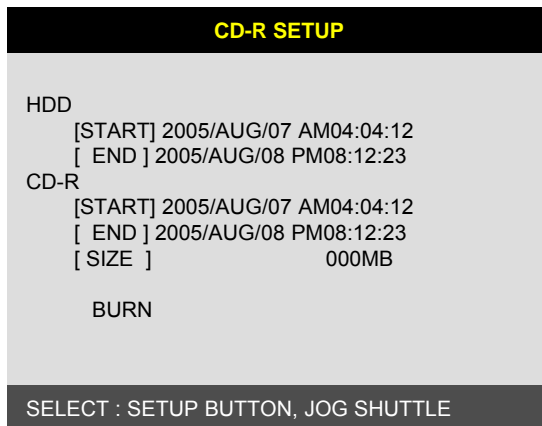 CD-R SETUP
HDD
[START] 2005/AUG/07 AM04:04:12
[ END ] 2005/AUG/08 PM08:12:23
CD-R
[START] 2005/AUG/07 AM04:04:12
[ END ] 2005/AUG/08 PM08:12:23
[ SIZE ] 000MB
BURN
SELECT : SETUP BUTTON, JOG SHUTTLE